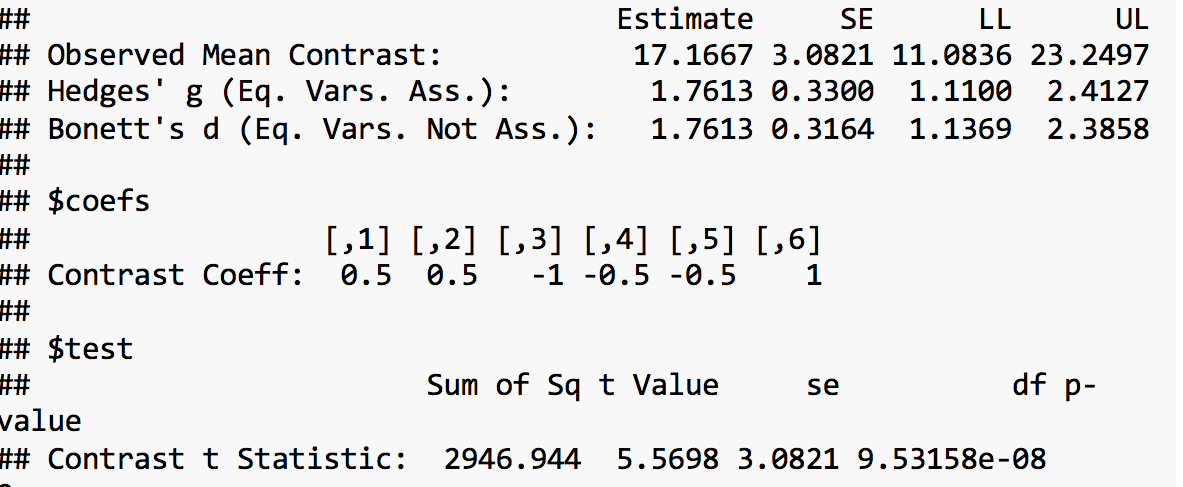 ## Estimate SE LL UL
## Observed Mean Contrast: 17.1667 3.0821 11.0836 23.2497
## Hedges' g (Eq. Vars. Ass.): 1.7613 0.3300 1.1100 2.4127
## Bonett's d (Eq. Vars. Not Ass.): 1.7613 0.3164 1.1369 2.3858
##
## $coefs
## [,1] [,2] [,3] [,4] [,5] [,6]
## Contrast Coeff: 0.5 0.5 -1 -0.5 -0.5 1
##
## $test
## Sum of Sq t Value se df p-
value
## Contrast t Statistic: 2946.944 5.5698 3.0821 9.53158e-08